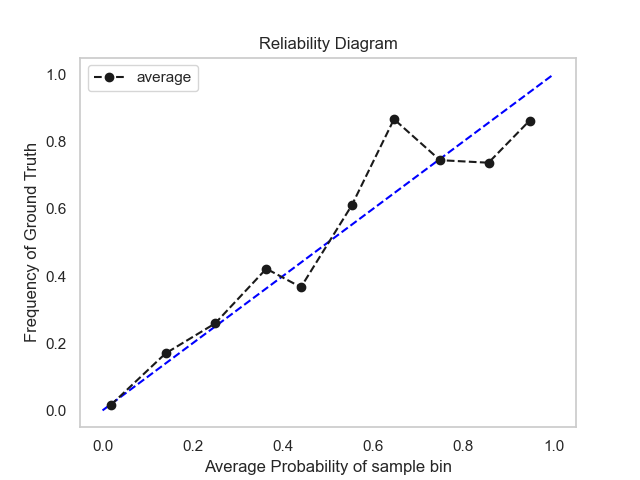 Reliability Diagram
average
Frequency of Ground Truth
1.0
0.8
0.6
0.4
0.2
0.0
0.0 0.2 0.4 0.6 0.8 1.0
Average Probability of sample bin